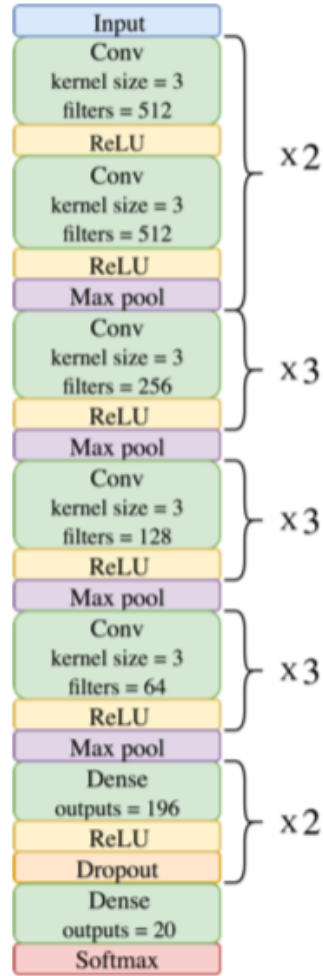 Input
Conv
kernel size = 3
filters = 512
ReLU
Conv
kernel size = 3
filters = 512
ReLU
Max pool
x2
Conv
kernel size = 3
filters = 256
ReLU
x3
Max pool
Conv
kernel size = 3
filters = 128
ReLU
x3
Max pool
Conv
kernel size = 3
filters = 64
ReLU
x3
Max pool
Dense
outputs = 196
ReLU
Dropout
x2
Dense
outputs = 20
Softmax